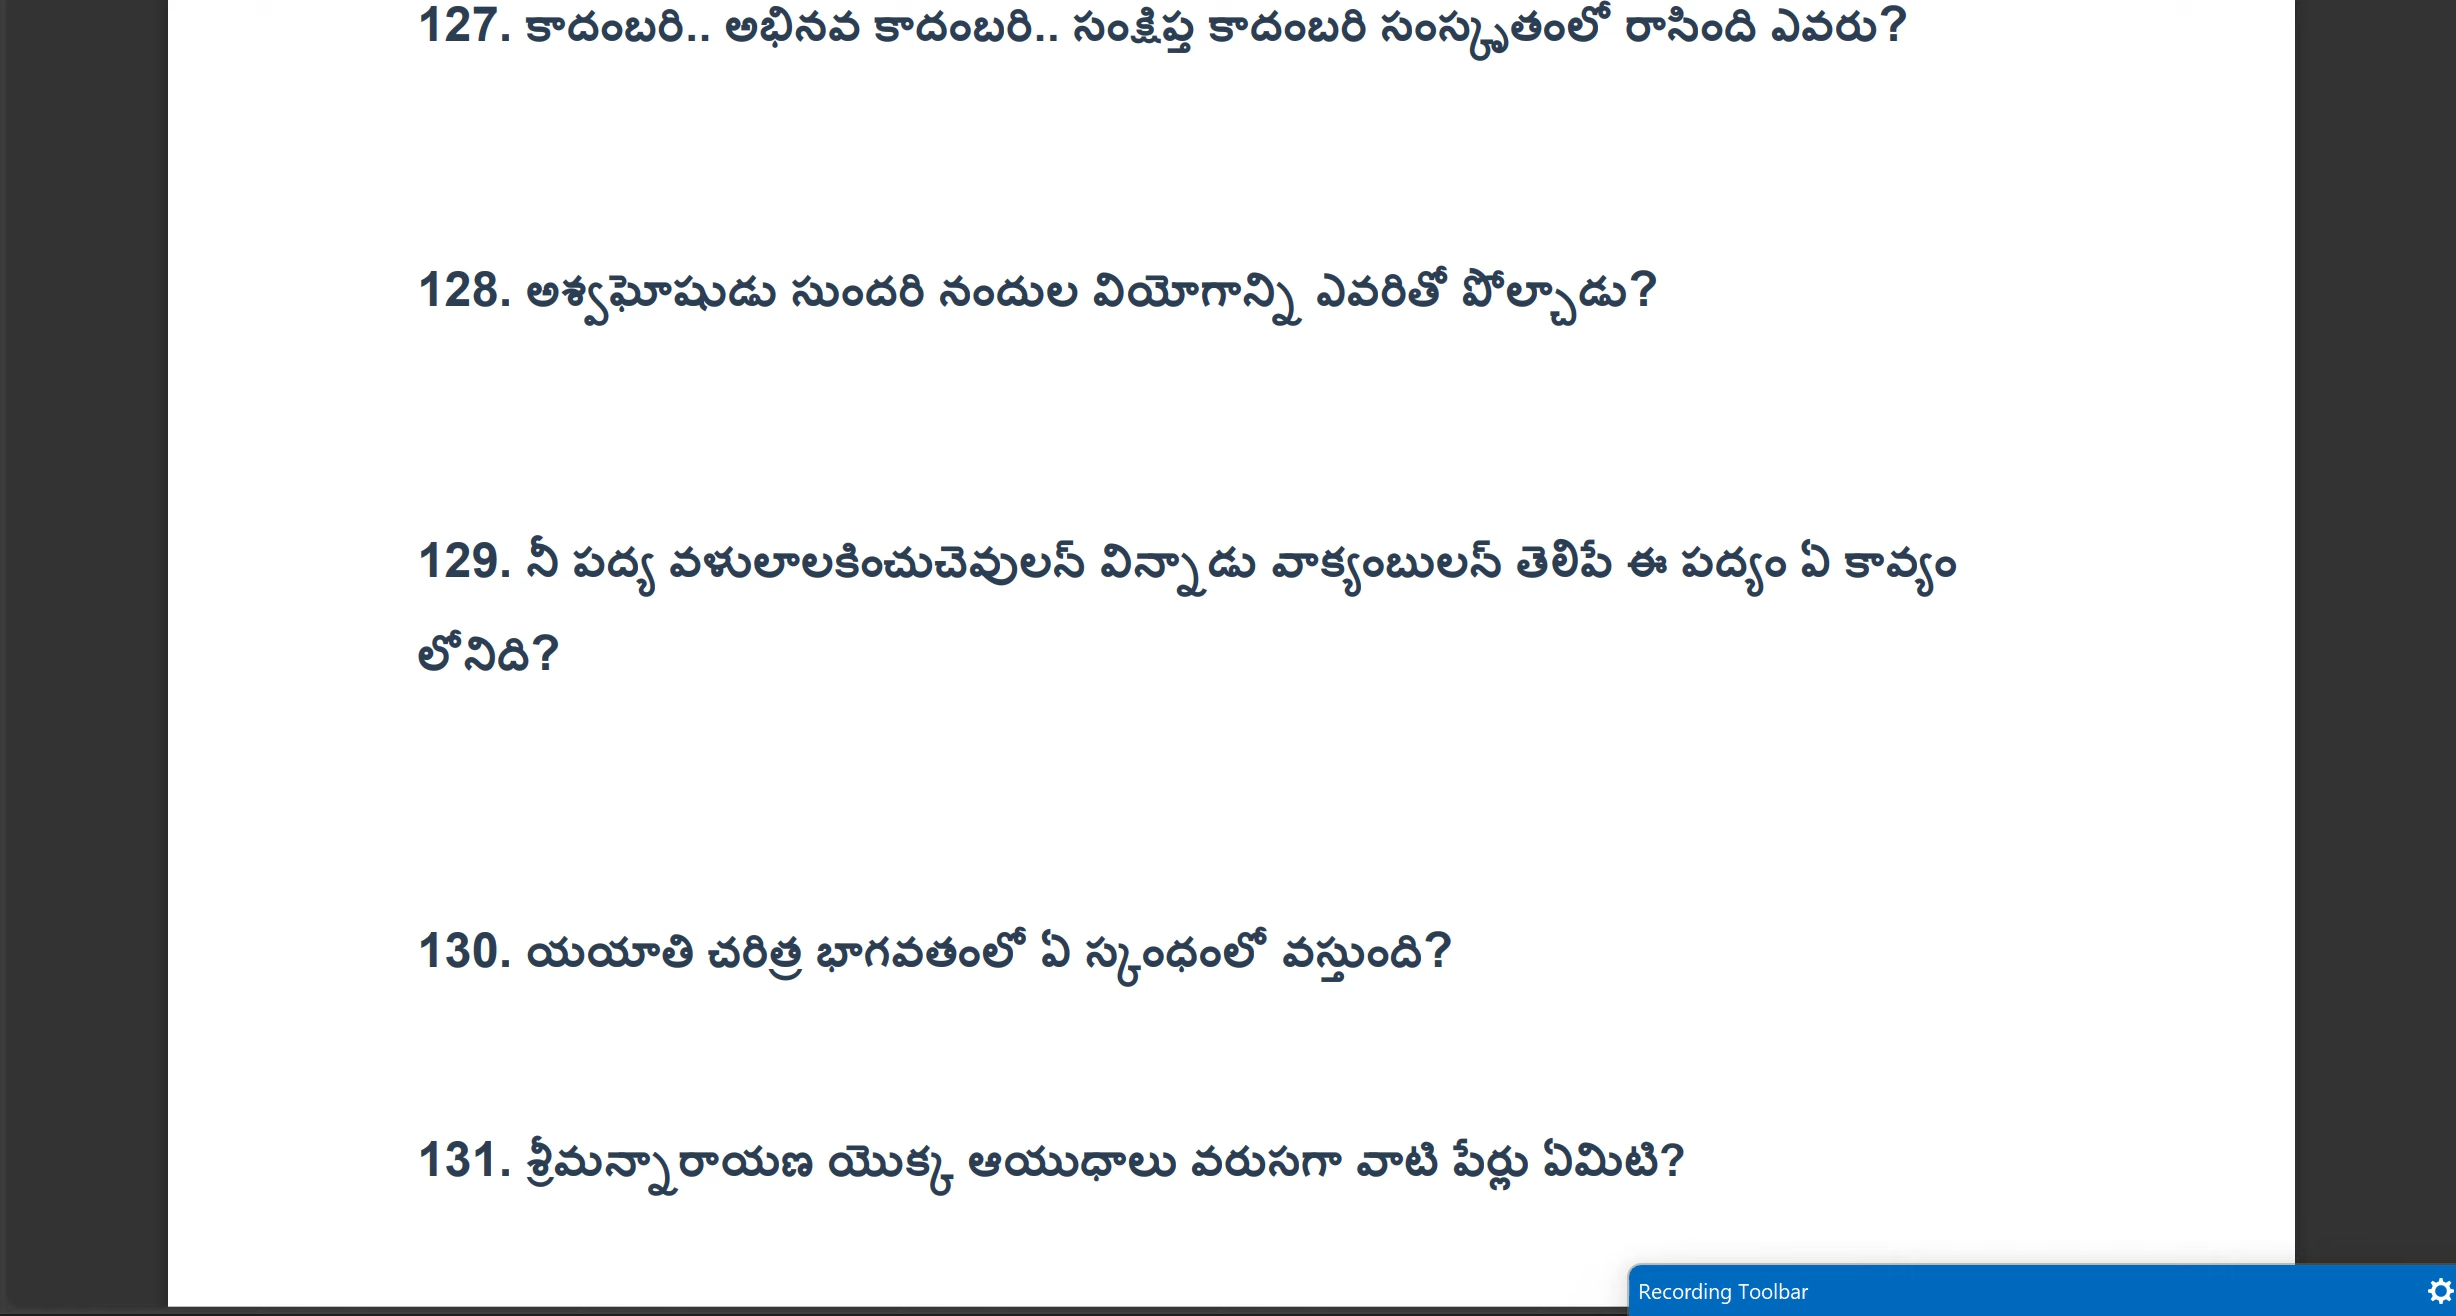 127. కాదంబరి.. అభినవ కాదంబరి.. సంక్షిప్త కాదంబరి సంస్కృతంలో రాసింది ఎవరు?
128. అశ్వఘోషుడు సుందరి నందుల వియోగాన్ని ఎవరితో పోల్చాడు?
129. నీ పద్య వళులాలకించుచెవులన్ విన్నాడు వాక్యంబులన్ తెలిపే ఈ పద్యం ఏ కావ్యం
లోనిది?
130. యయాతి చరిత్ర భాగవతంలో ఏ స్కంధంలో వస్తుంది?
131. శ్రీమన్నారాయణ యొక్క ఆయుధాలు వరుసగా వాటి పేర్లు ఏమిటి?
Recording Toolbar